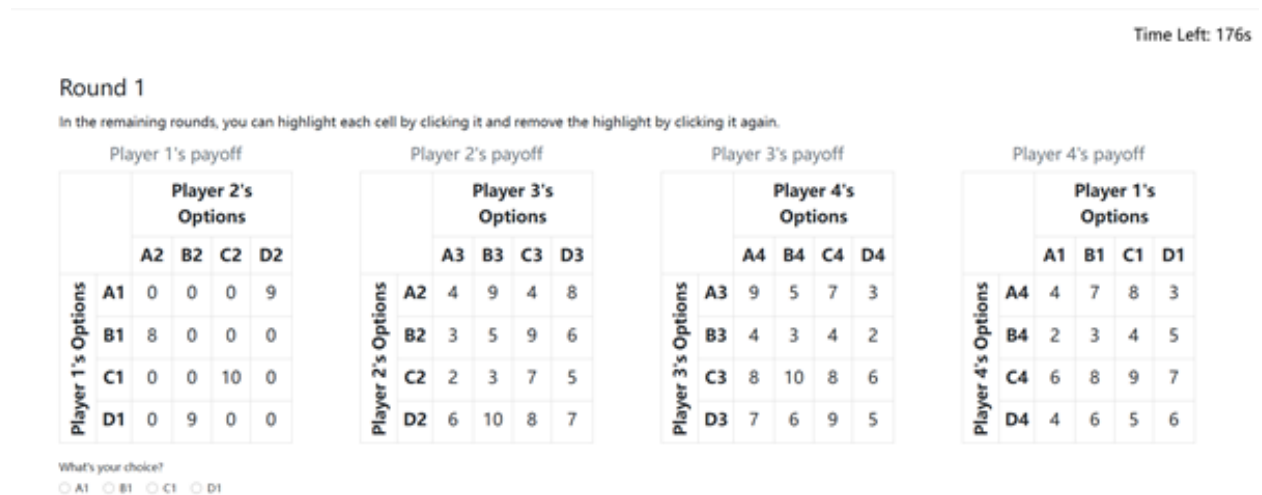 Time Left: 176s
Round 1
In the remaining rounds, you can highlight each cell by clicking it and remove the highlight by clicking it again.
Player 1's payoff
Player 2's Options
A2 B2 C2 D2
Player 1's Options
A1 0 0 0 9
B1 8 0 0 0
C1 0 0 10 0
D1 0 9 0 0
Player 2's payoff
Player 3's Options
A3 B3 C3 D3
Player 2's Options
A2 4 9 4 8
B2 3 5 9 6
C2 2 3 7 5
D2 6 10 8 7
Player 3's payoff
Player 4's Options
A4 B4 C4 D4
Player 3's Options
A3 9 5 7 3
B3 4 3 4 2
C3 8 10 8 6
D3 7 6 9 5
Player 4's payoff
Player 1's Options
A1 B1 C1 D1
Player 4's Options
A4 4 7 8 3
B4 2 3 4 5
C4 6 8 9 7
D4 4 6 5 6
What's your choice?
A1 B1 C1 D1